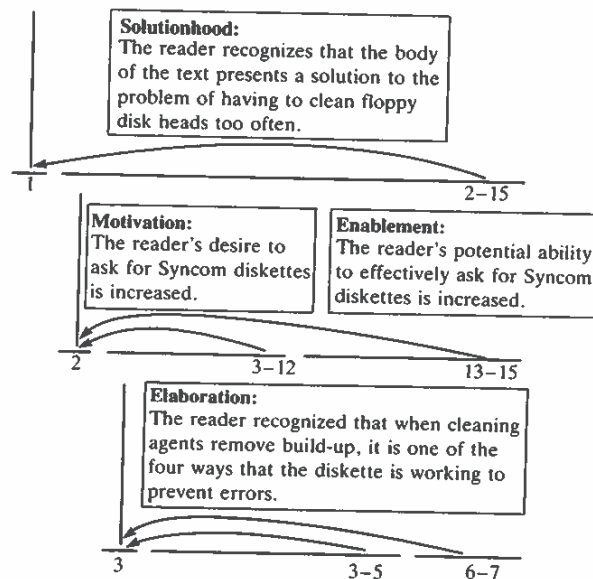 Solutionhood:
The reader recognizes that the body
of the text presents a solution to the
problem of having to clean floppy
disk heads too often.
1
2–15
Motivation:
The reader's desire to
ask for Syncom diskettes
is increased.
Enablement:
The reader's potential ability
to effectively ask for Syncom
diskettes is increased.
2
3–12
13–15
Elaboration:
The reader recognized that when cleaning
agents remove build-up, it is one of the
four ways that the diskette is working to
prevent errors.
3
3–5
6–7